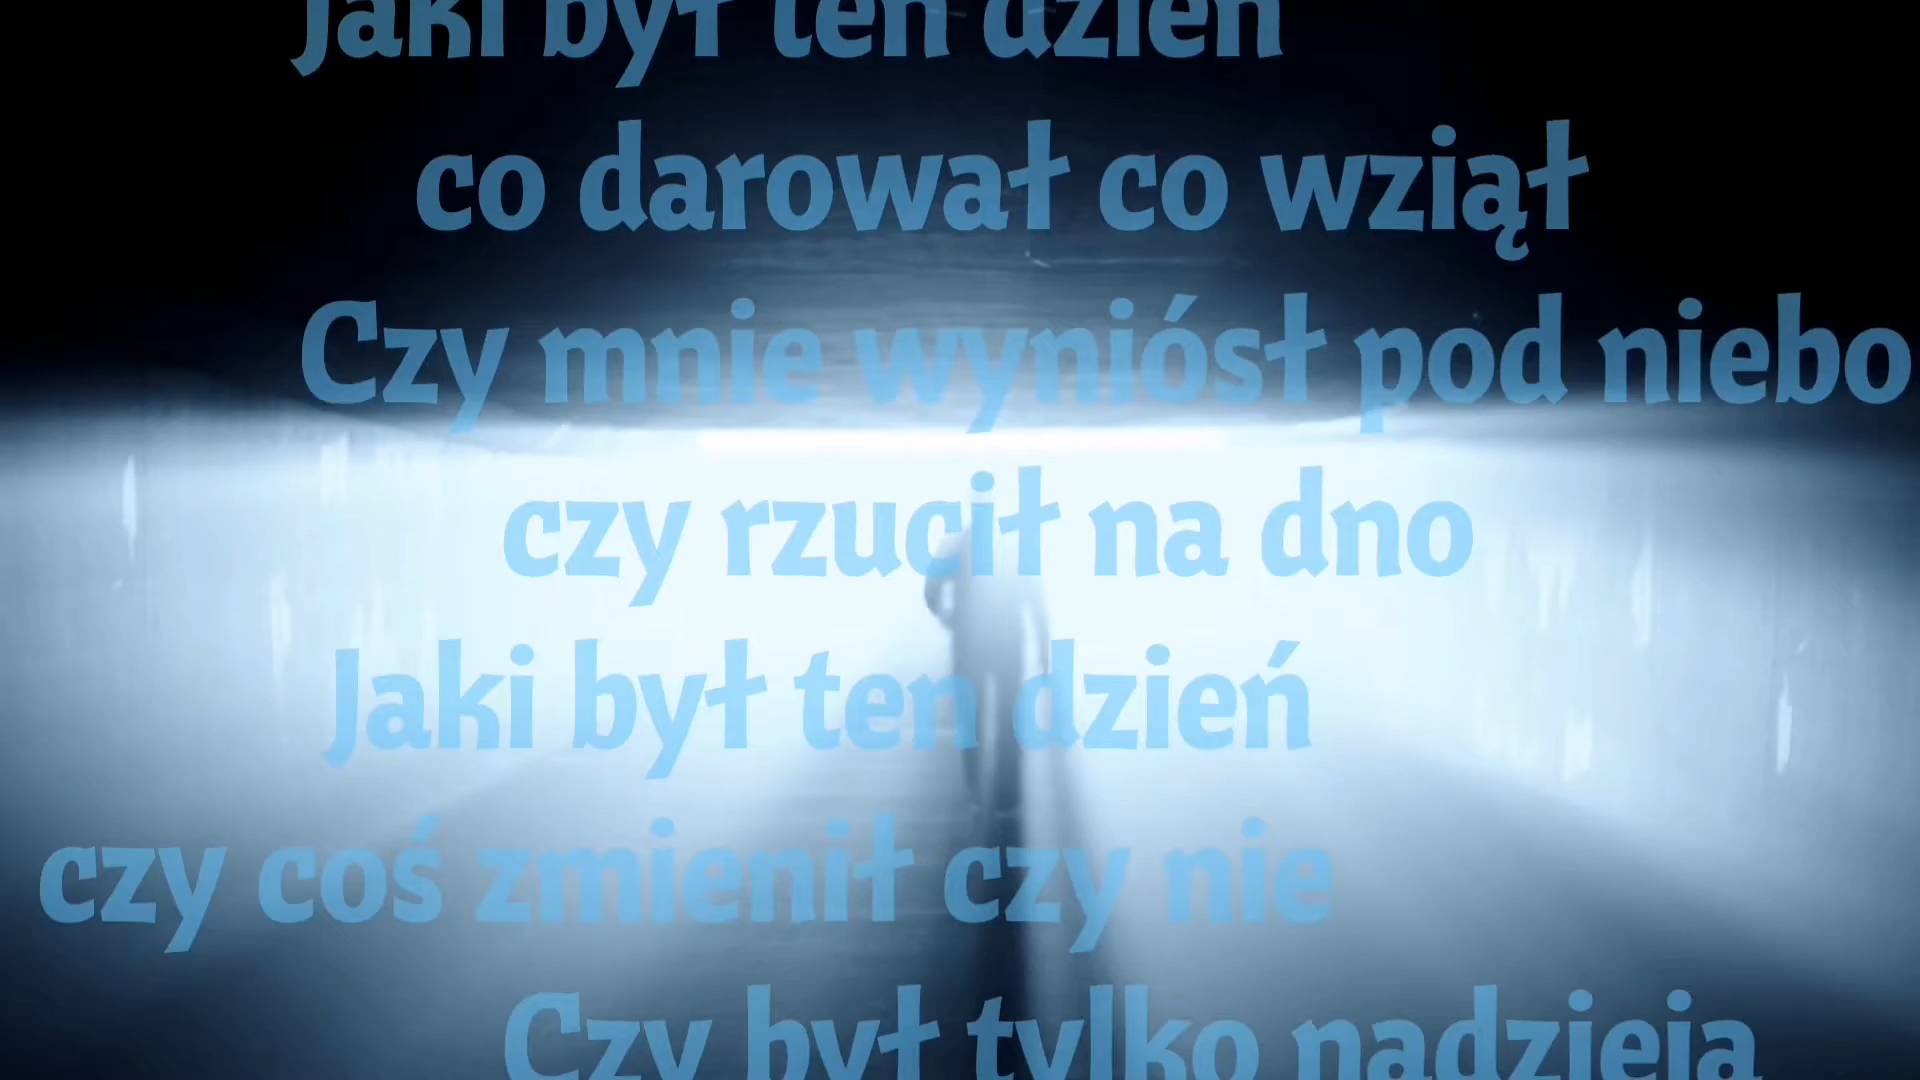 Jaki był ten dzień
co darował co wziął
Czy mnie wyniósł pod niebo
czy rzucił na dno
Jaki był ten dzień
czy coś zmienił czy nie
Czy był tylko nadzieją